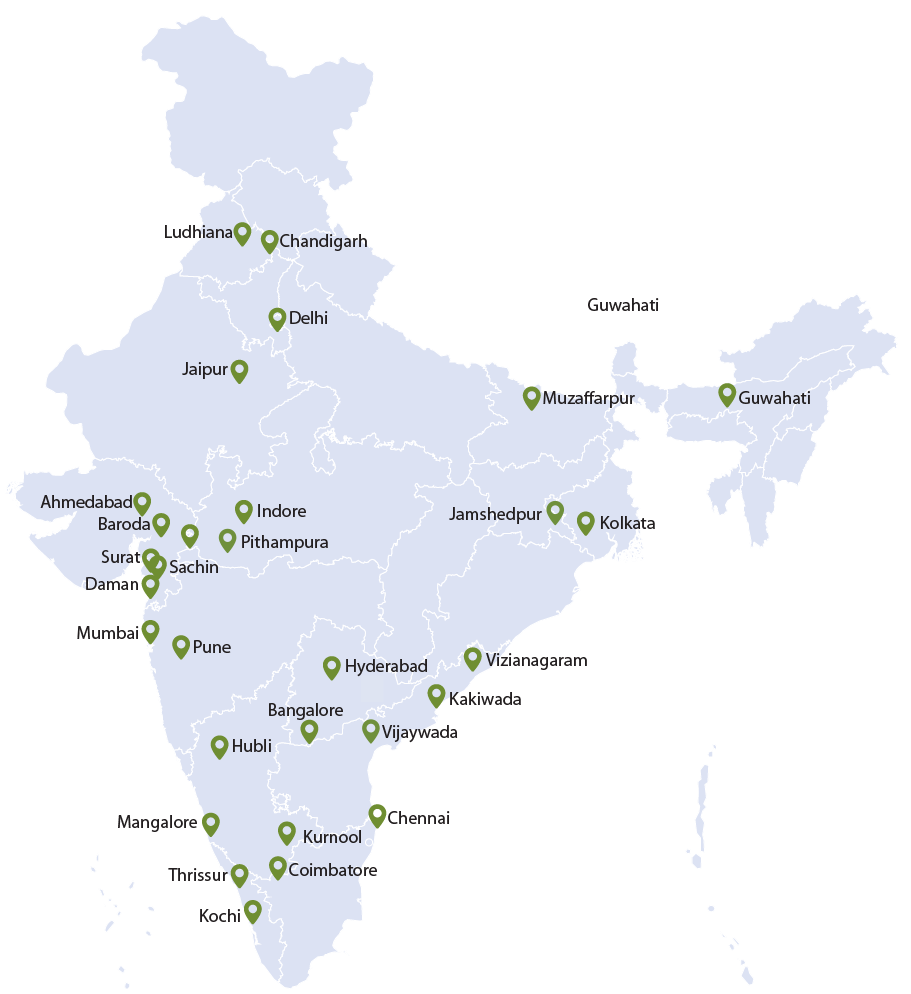 Ludhiana
Chandigarh
Guwahati
Delhi
Jaipur
Muzaffarpur
Guwahati
Ahmedabad
Indore
Jamshedpur
Baroda
Kolkata
Pithampura
Surat
Sachin
Daman
Mumbai
Pune
Vizianagaram
Hyderabad
Kakiwada
Bangalore
Vijaywada
Hubli
Chennai
Mangalore
Kurnool
Coimbatore
Thrissur
Kochi